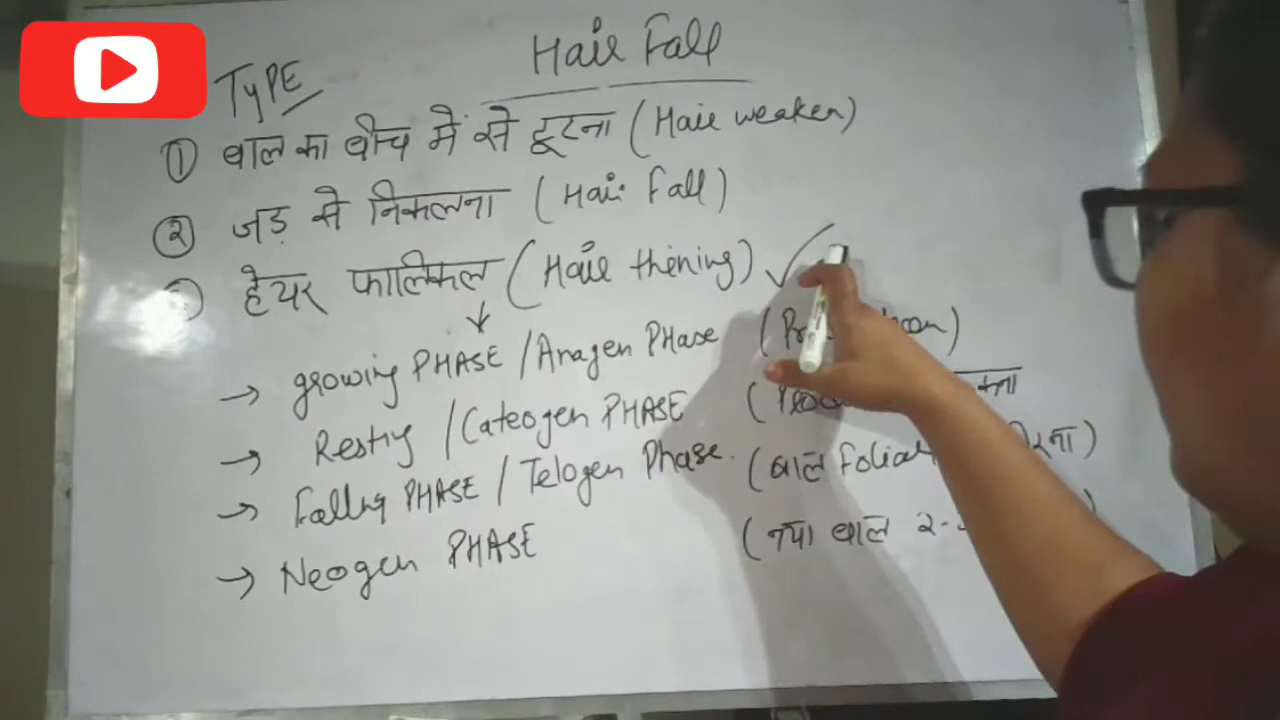 Hair Fall
TYPE
① बाल का बीच में से टूटना (Hair weaken)
② जड़ से निकलना (Hair Fall)
हेयर फालिकल (Hair thining) ✓
↓
→ growing PHASE / Anagen PHase
→ Resting / Cateogen PHASE
→ Falling PHASE / Telogen Phase. (बाल
→ Neogen PHASE (नया बाल २-